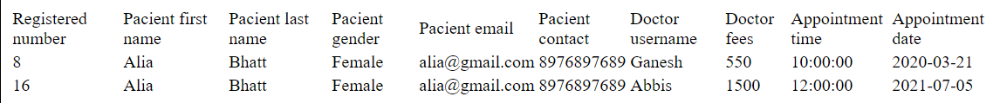 Registered number Pacient first name Pacient last name Pacient gender Pacient email Pacient contact Doctor username Doctor fees Appointment time Appointment date
8 Alia Bhatt Female alia@gmail.com 8976897689 Ganesh 550 10:00:00 2020-03-21
16 Alia Bhatt Female alia@gmail.com 8976897689 Abbis 1500 12:00:00 2021-07-05